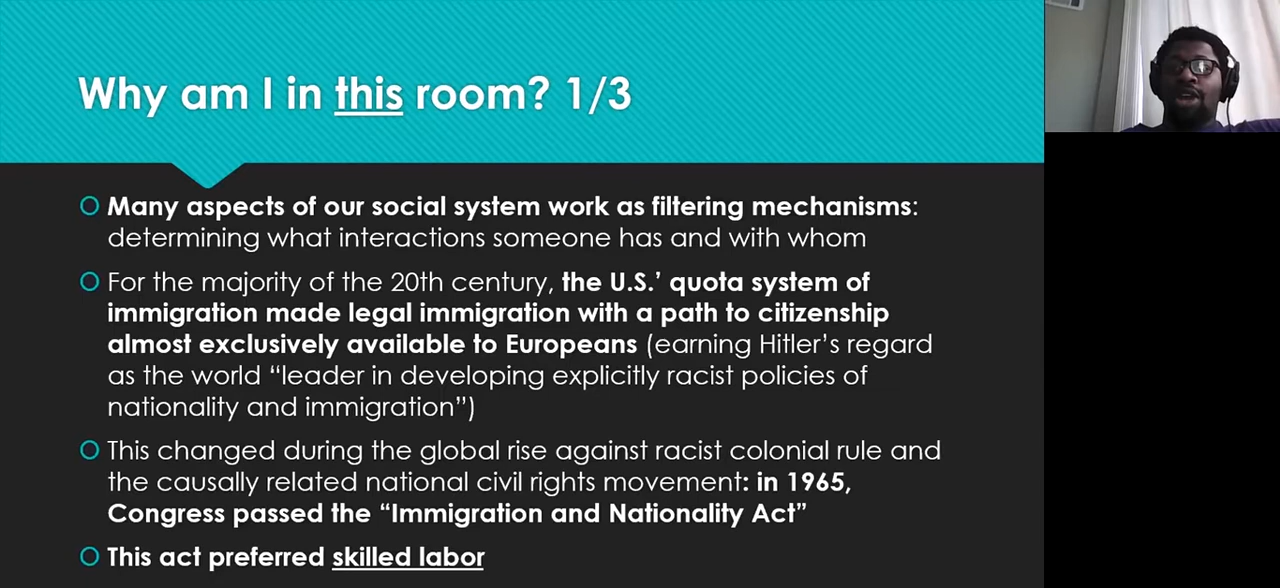 Why am I in this room? 1/3
Many aspects of our social system work as filtering mechanisms:
determining what interactions someone has and with whom
For the majority of the 20th century, the U.S.’ quota system of
immigration made legal immigration with a path to citizenship
almost exclusively available to Europeans (earning Hitler’s regard
as the world “leader in developing explicitly racist policies of
nationality and immigration”)
This changed during the global rise against racist colonial rule and
the causally related national civil rights movement: in 1965,
Congress passed the “Immigration and Nationality Act”
This act preferred skilled labor